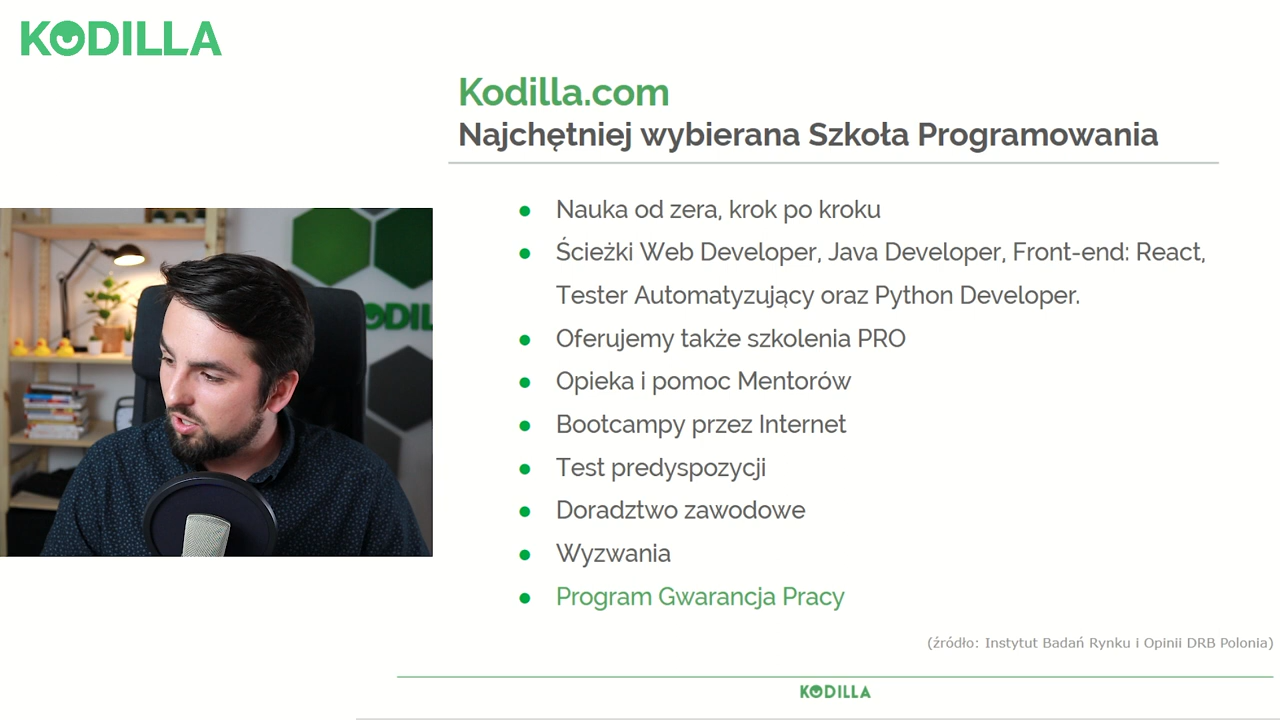 KODILLA
Kodilla.com
Najchętniej wybierana Szkoła Programowania
Nauka od zera, krok po kroku
Ścieżki Web Developer, Java Developer, Front-end: React,
Tester Automatyzujący oraz Python Developer.
Oferujemy także szkolenia PRO
Opieka i pomoc Mentorów
Bootcampy przez Internet
Test predyspozycji
Doradztwo zawodowe
Wyzwania
Program Gwarancja Pracy
(źródło: Instytut Badań Rynku i Opinii DRB Polonia)
KODILLA